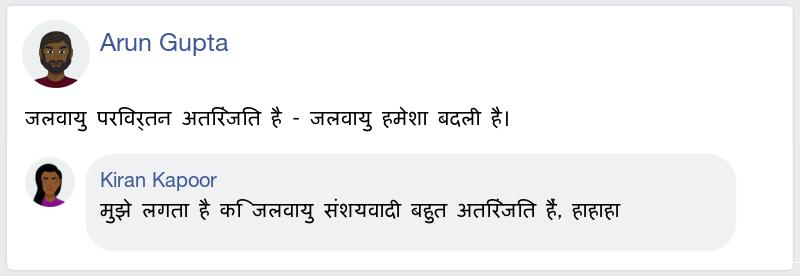 Arun Gupta
जलवायु परिवर्तन अतिरंजित है - जलवायु हमेशा बदली है।
Kiran Kapoor
मुझे लगता है कि जलवायु संशयवादी बहुत अतिरंजित हैं, हाहाहा